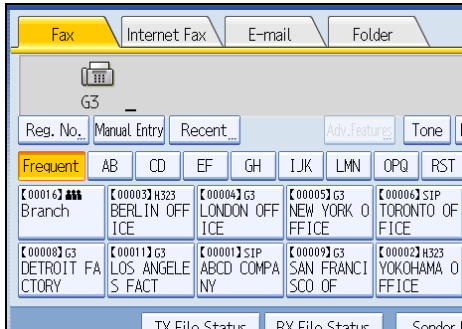 Fax Internet Fax E-mail Folder
G3 _
Reg. No. Manual Entry Recent Adv.Features Tone
Frequent AB CD EF GH IJK LMN OPQ RST
【00016】 【00003】H323 【00004】G3 【00005】G3 【00006】SIP
Branch BERLIN OFF LONDON OFF NEW YORK O TORONTO OF
ICE ICE FFICE FICE
【00008】G3 【00011】G3 【00001】SIP 【00009】G3 【00002】H323
DETROIT FA LOS ANGELE ABCD COMPA SAN FRANCI YOKOHAMA O
CTORY S FACT NY SCO OF FFICE
TX File Status RX File Status Sender